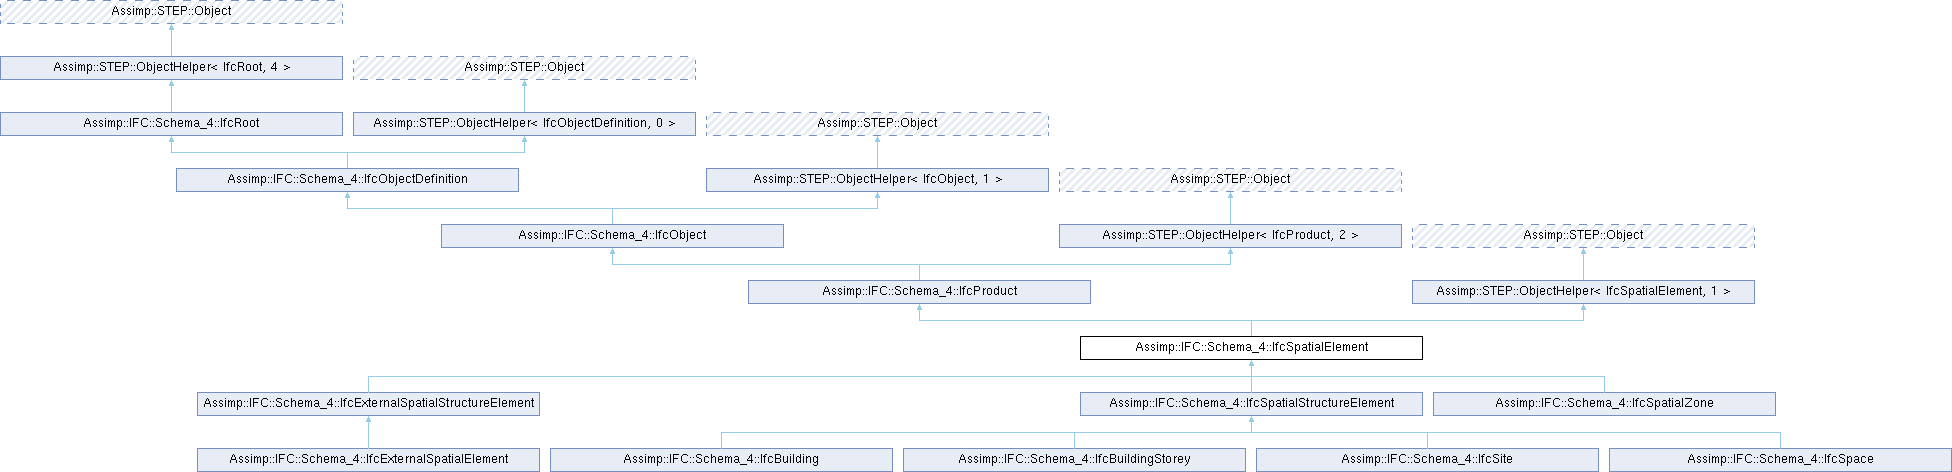 Assimp::STEP::Object
Assimp::STEP::ObjectHelper< IfcRoot, 4 >
Assimp::STEP::Object
Assimp::IFC::Schema_4::IfcRoot
Assimp::STEP::ObjectHelper< IfcObjectDefinition, 0 >
Assimp::STEP::Object
Assimp::IFC::Schema_4::IfcObjectDefinition
Assimp::STEP::ObjectHelper< IfcObject, 1 >
Assimp::STEP::Object
Assimp::IFC::Schema_4::IfcObject
Assimp::STEP::ObjectHelper< IfcProduct, 2 >
Assimp::STEP::Object
Assimp::IFC::Schema_4::IfcProduct
Assimp::STEP::ObjectHelper< IfcSpatialElement, 1 >
Assimp::IFC::Schema_4::IfcSpatialElement
Assimp::IFC::Schema_4::IfcExternalSpatialStructureElement
Assimp::IFC::Schema_4::IfcSpatialStructureElement
Assimp::IFC::Schema_4::IfcSpatialZone
Assimp::IFC::Schema_4::IfcExternalSpatialElement
Assimp::IFC::Schema_4::IfcBuilding
Assimp::IFC::Schema_4::IfcBuildingStorey
Assimp::IFC::Schema_4::IfcSite
Assimp::IFC::Schema_4::IfcSpace